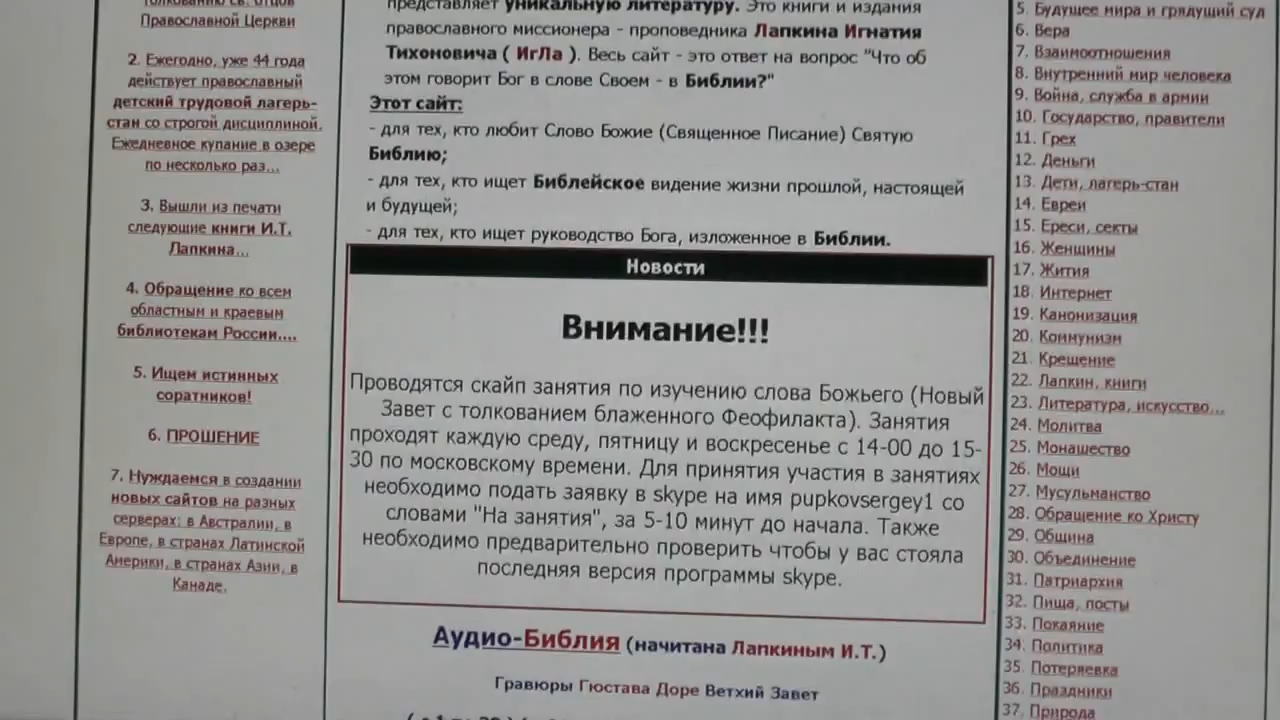 толкованию св. отцов
Православной Церкви
2. Ежегодно, уже 44 года
действует православный
детский трудовой лагерь-
стан со строгой дисциплиной.
Ежедневное купание в озере
по несколько раз...
3. Вышли из печати
следующие книги И.Т.
Лапкина...
4. Обращение ко всем
областным и краевым
библиотекам России....
5. Ищем истинных
соратников!
6. ПРОШЕНИЕ
7. Нуждаемся в создании
новых сайтов на разных
серверах: в Австралии, в
Европе, в странах Латинской
Америки, в странах Азии, в
Канаде.
представляет уникальную литературу. Это книги и издания
православного миссионера - проповедника Лапкина Игнатия
Тихоновича ( ИгЛа ). Весь сайт - это ответ на вопрос "Что об
этом говорит Бог в слове Своем - в Библии?"
Этот сайт:
- для тех, кто любит Слово Божие (Священное Писание) Святую
Библию;
- для тех, кто ищет Библейское видение жизни прошлой, настоящей
и будущей;
- для тех, кто ищет руководство Бога, изложенное в Библии.
Новости
Внимание!!!
Проводятся скайп занятия по изучению слова Божьего (Новый
Завет с толкованием блаженного Феофилакта). Занятия
проходят каждую среду, пятницу и воскресенье с 14-00 до 15-
30 по московскому времени. Для принятия участия в занятиях
необходимо подать заявку в skype на имя pupkovsergey1 со
словами "На занятия", за 5-10 минут до начала. Также
необходимо предварительно проверить чтобы у вас стояла
последняя версия программы skype.
Аудио-Библия (начитана Лапкиным И.Т.)
Гравюры Гюстава Доре Ветхий Завет
5. Будущее мира и грядущий суд
6. Вера
7. Взаимоотношения
8. Внутренний мир человека
9. Война, служба в армии
10. Государство, правители
11. Грех
12. Деньги
13. Дети, лагерь-стан
14. Евреи
15. Ереси, секты
16. Женщины
17. Жития
18. Интернет
19. Канонизация
20. Коммунизм
21. Крещение
22. Лапкин, книги
23. Литература, искусство...
24. Молитва
25. Монашество
26. Мощи
27. Мусульманство
28. Обращение ко Христу
29. Община
30. Объединение
31. Патриархия
32. Пища, посты
33. Покаяние
34. Политика
35. Потеряевка
36. Праздники
37. Природа